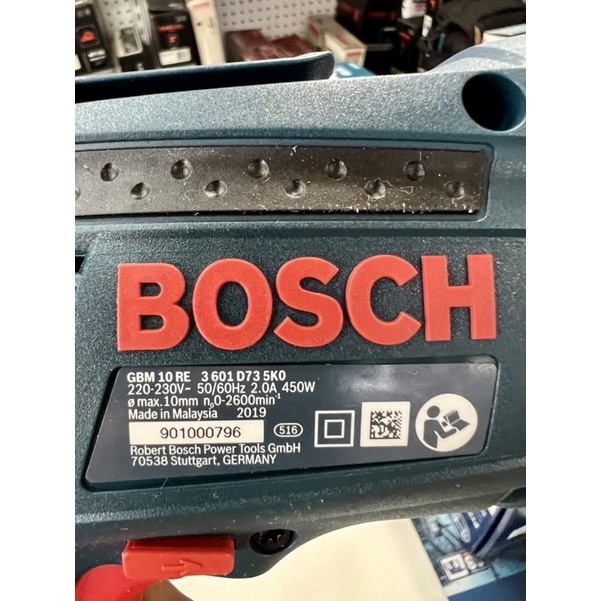 BOSCH
GBM 10 RE 3 601 D73 5K0
220-230V~ 50/60Hz 2.0A 450W
ø max.10mm n₀0-2600min⁻¹
Made in Malaysia 2019
901000796 516
Robert Bosch Power Tools GmbH
70538 Stuttgart, GERMANY